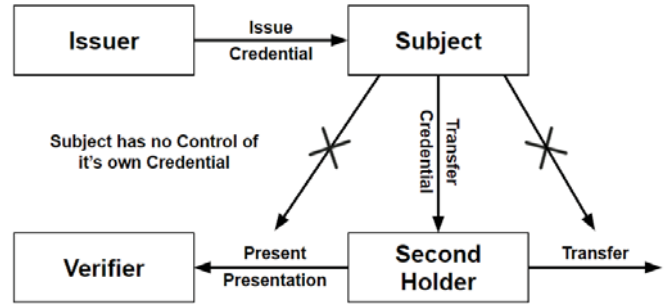 Issuer
Issue
Credential
Subject
Subject has no Control of
it's own Credential
Transfer
Credential
Verifier
Present
Presentation
Second
Holder
Transfer